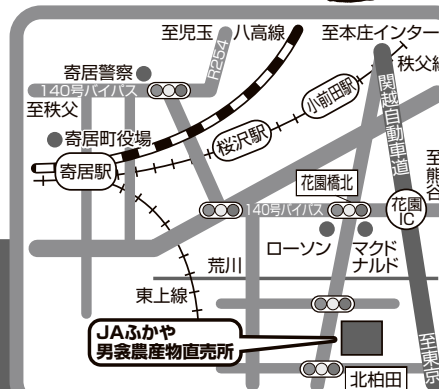 至児玉
八高線
至本庄インター
R254
秩父線
寄居警察
140号バイパス
至秩父
小前田駅
関越自動車道
寄居町役場
桜沢駅
寄居駅
至熊谷
花園橋北
140号バイパス
花園
IC
ローソン
マクド
ナルド
荒川
東上線
JAふかや
男衾農産物直売所
至東京
北柏田